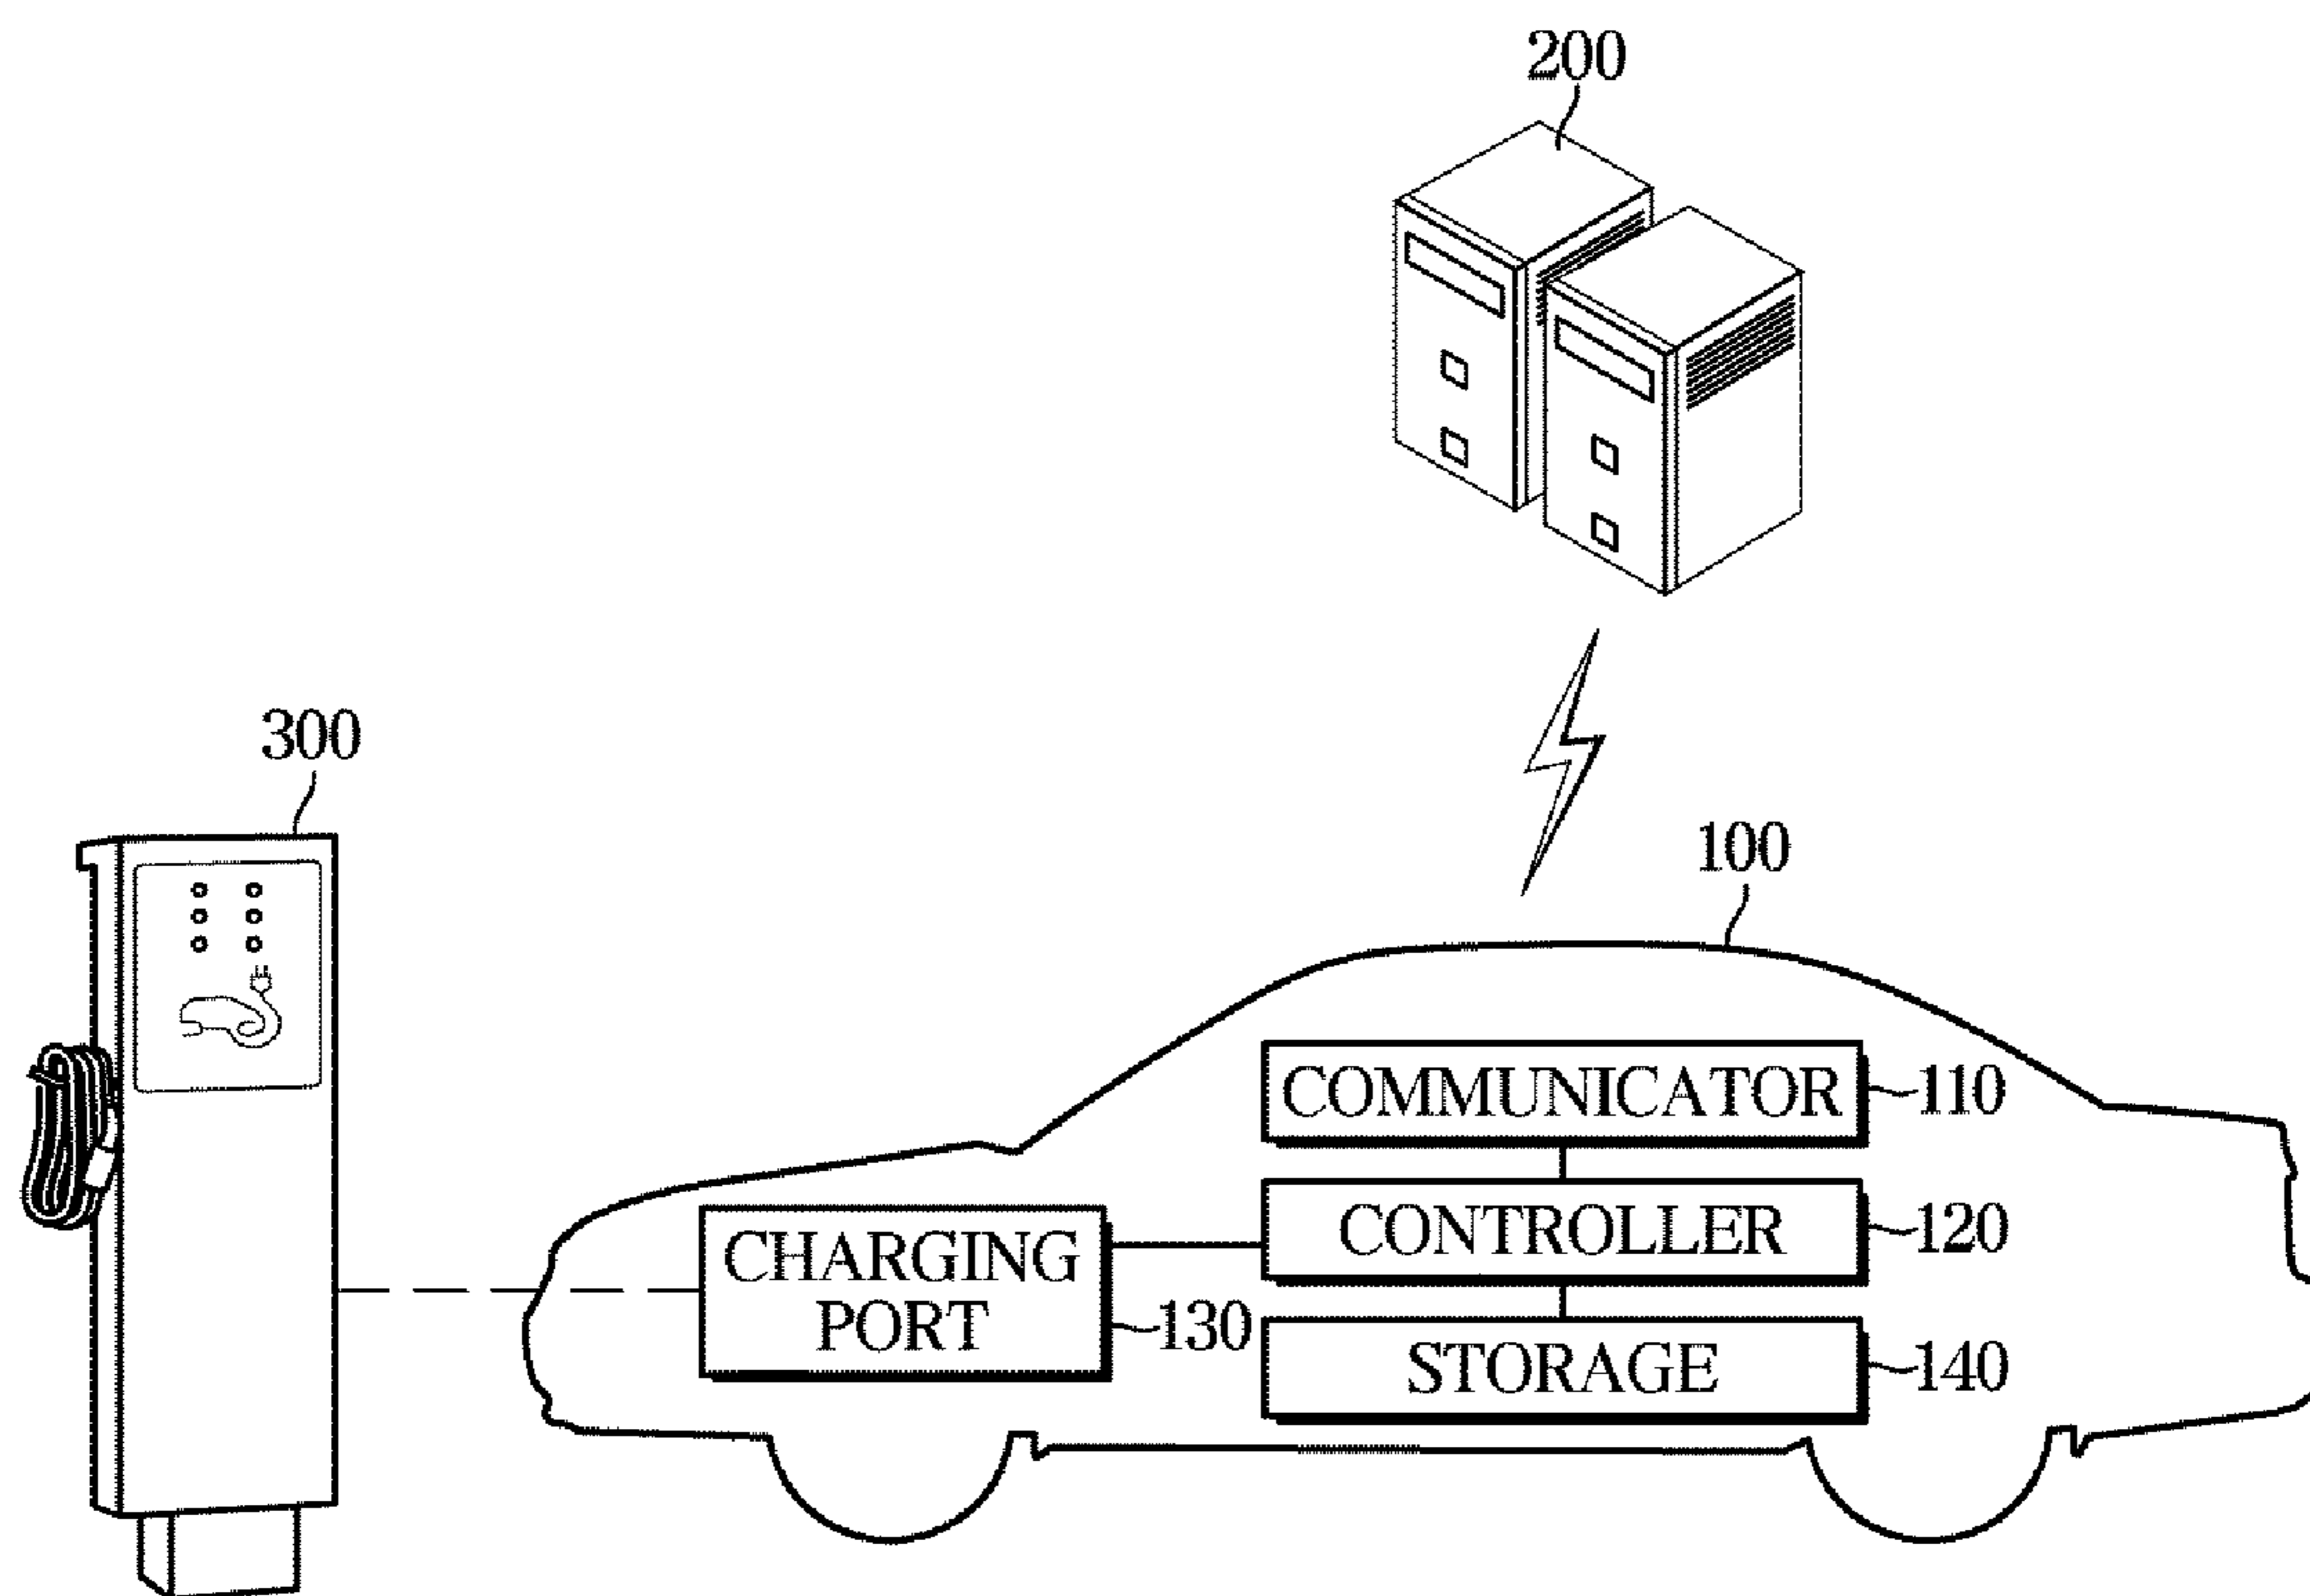 200
300
100
COMMUNICATOR 110
CONTROLLER 120
CHARGING
PORT 130
STORAGE 140